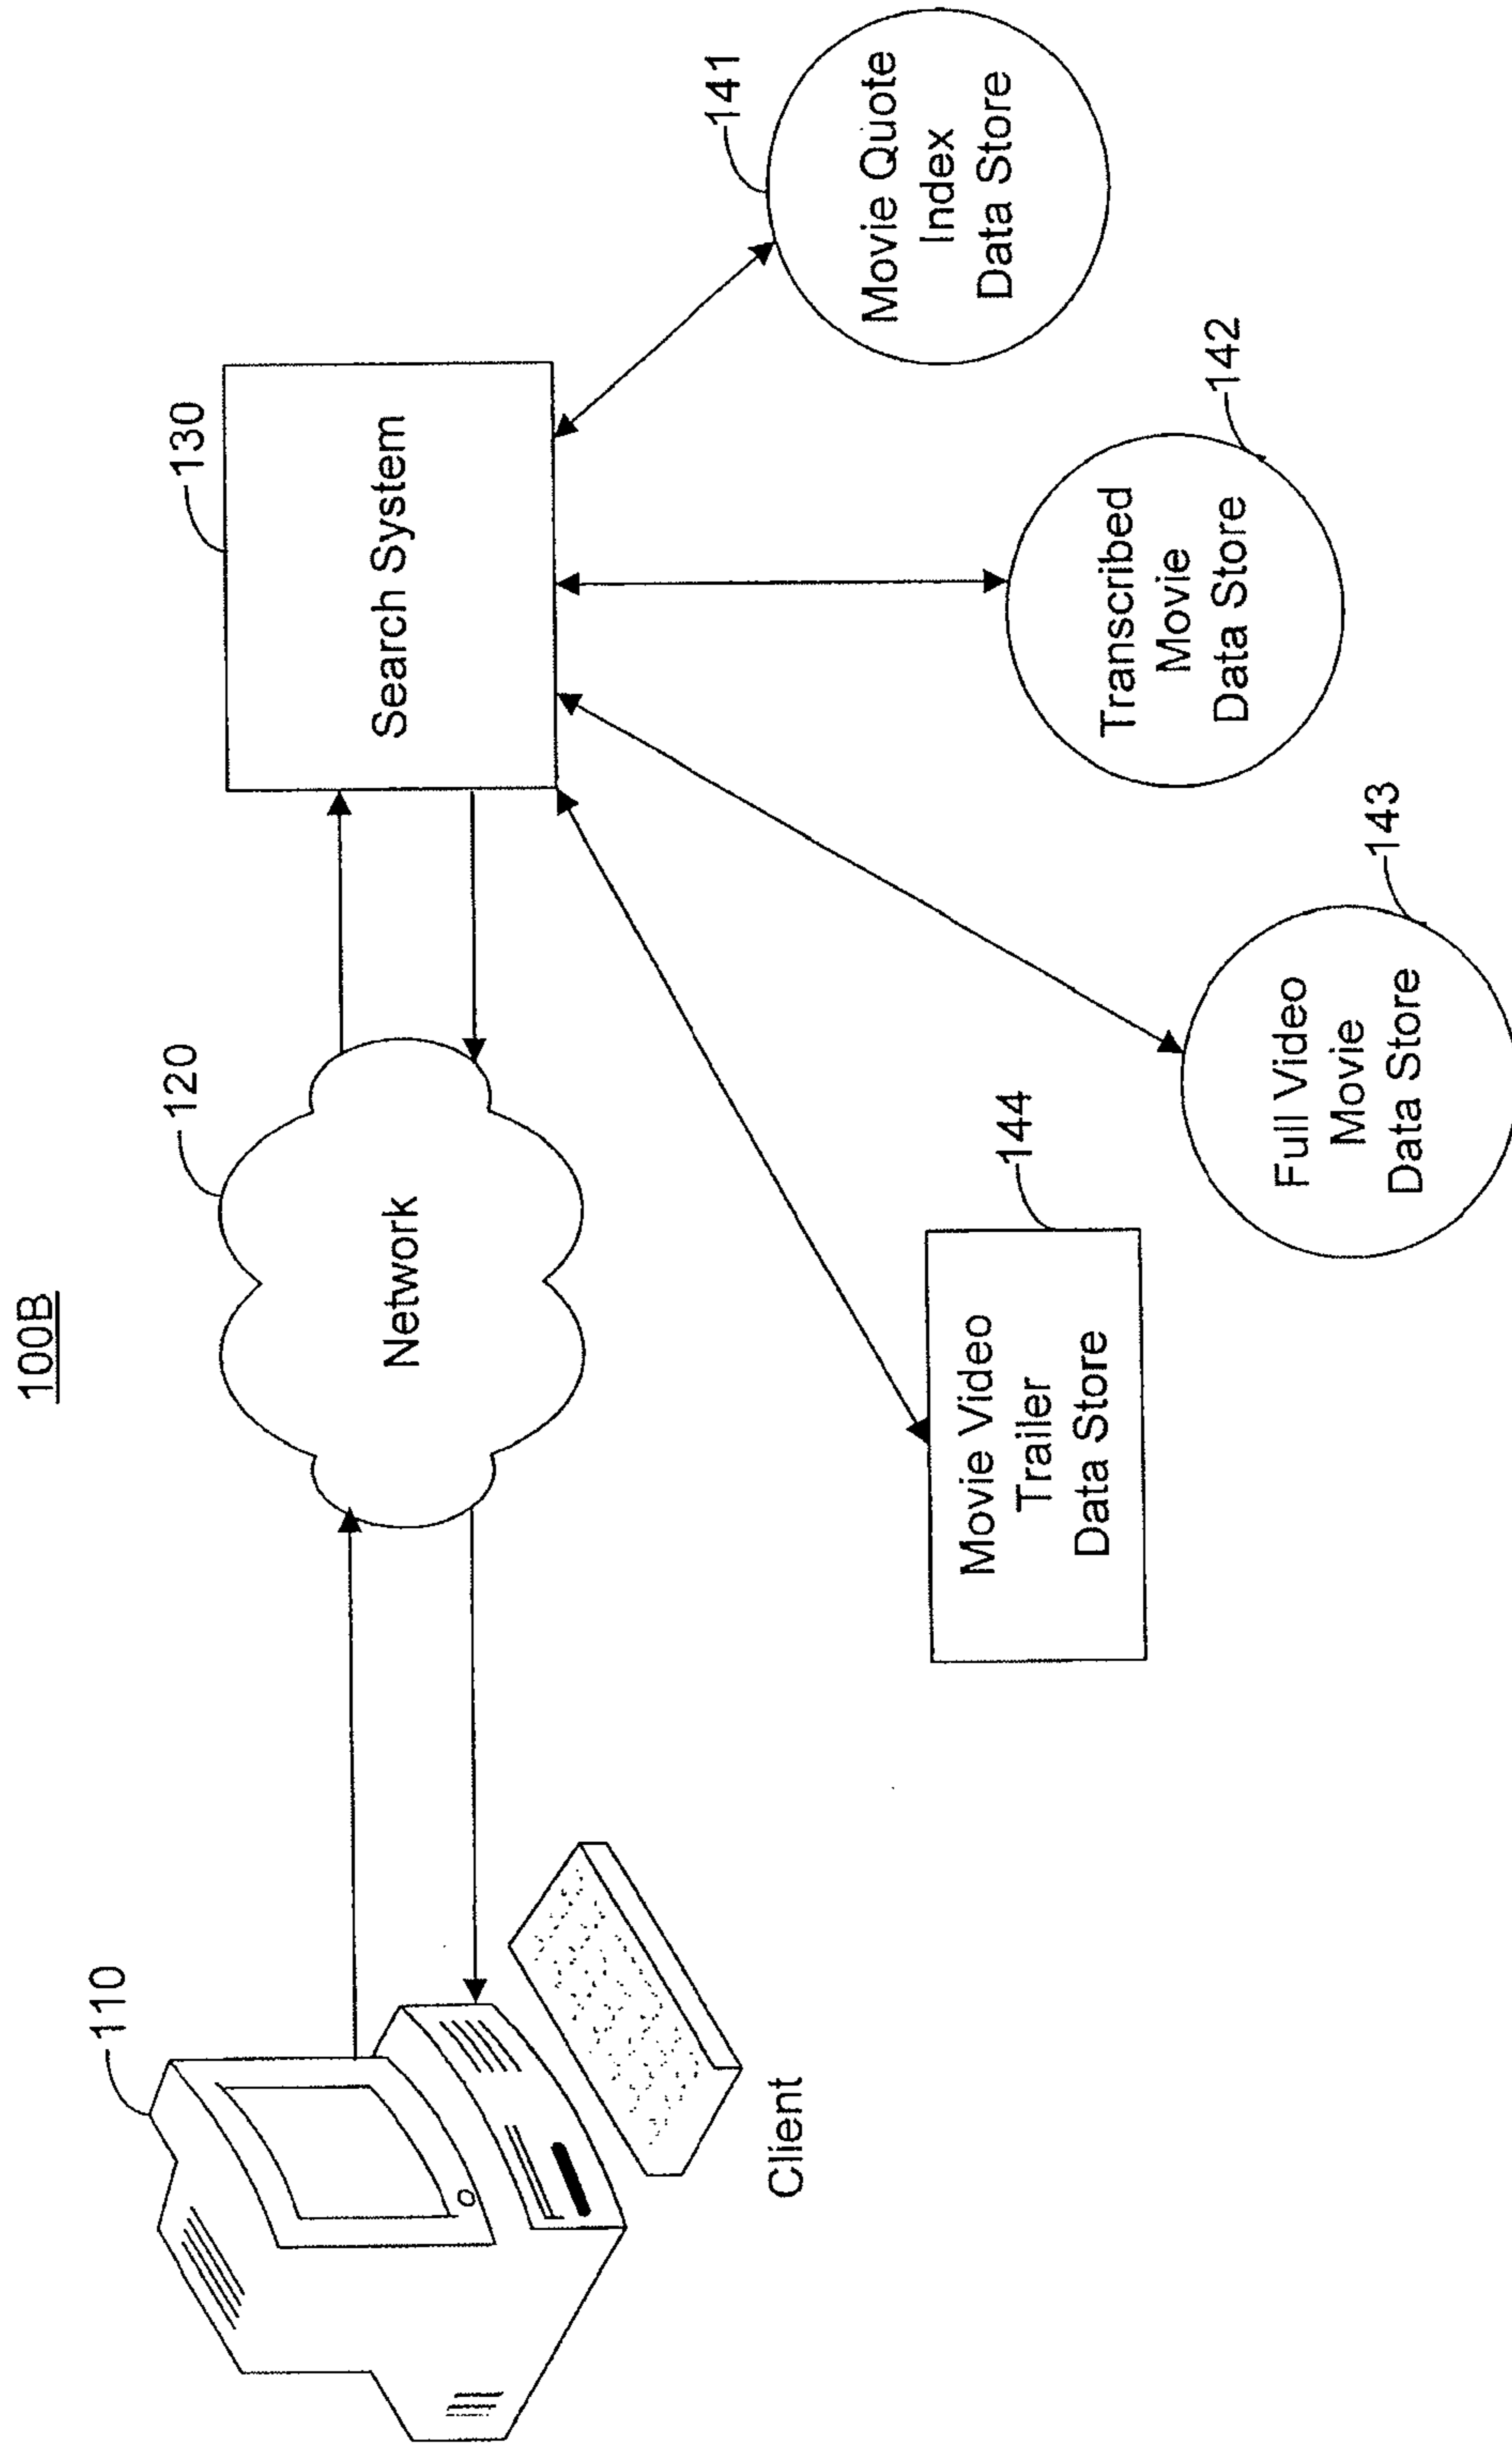 100B
110
Client
120
Network
130
Search System
144
Movie Video
Trailer
Data Store
143
Full Video
Movie
Data Store
142
Transcribed
Movie
Data Store
141
Movie Quote
Index
Data Store